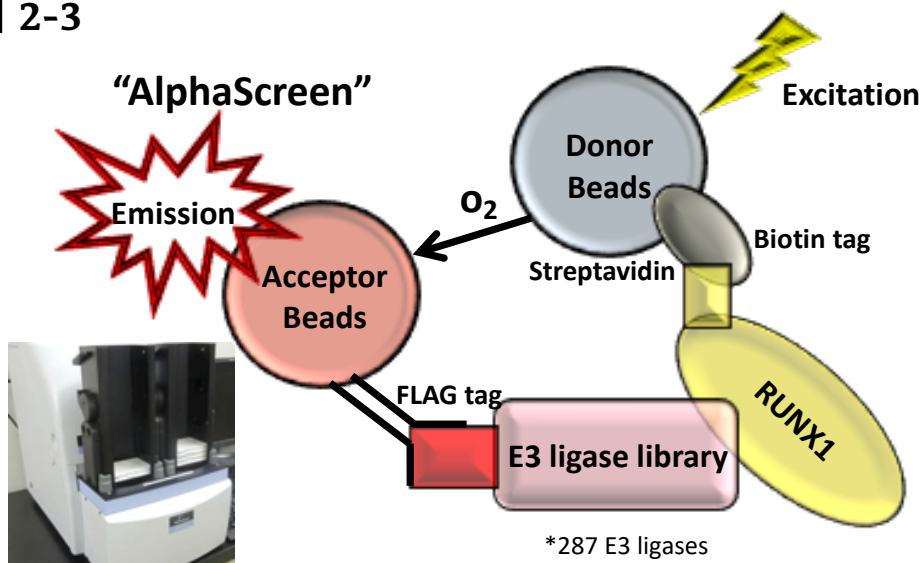 2-3
“AlphaScreen”
Excitation
Donor
Beads
Emission
O₂
Biotin tag
Streptavidin
Acceptor
Beads
FLAG tag
RUNX1
E3 ligase library
*287 E3 ligases